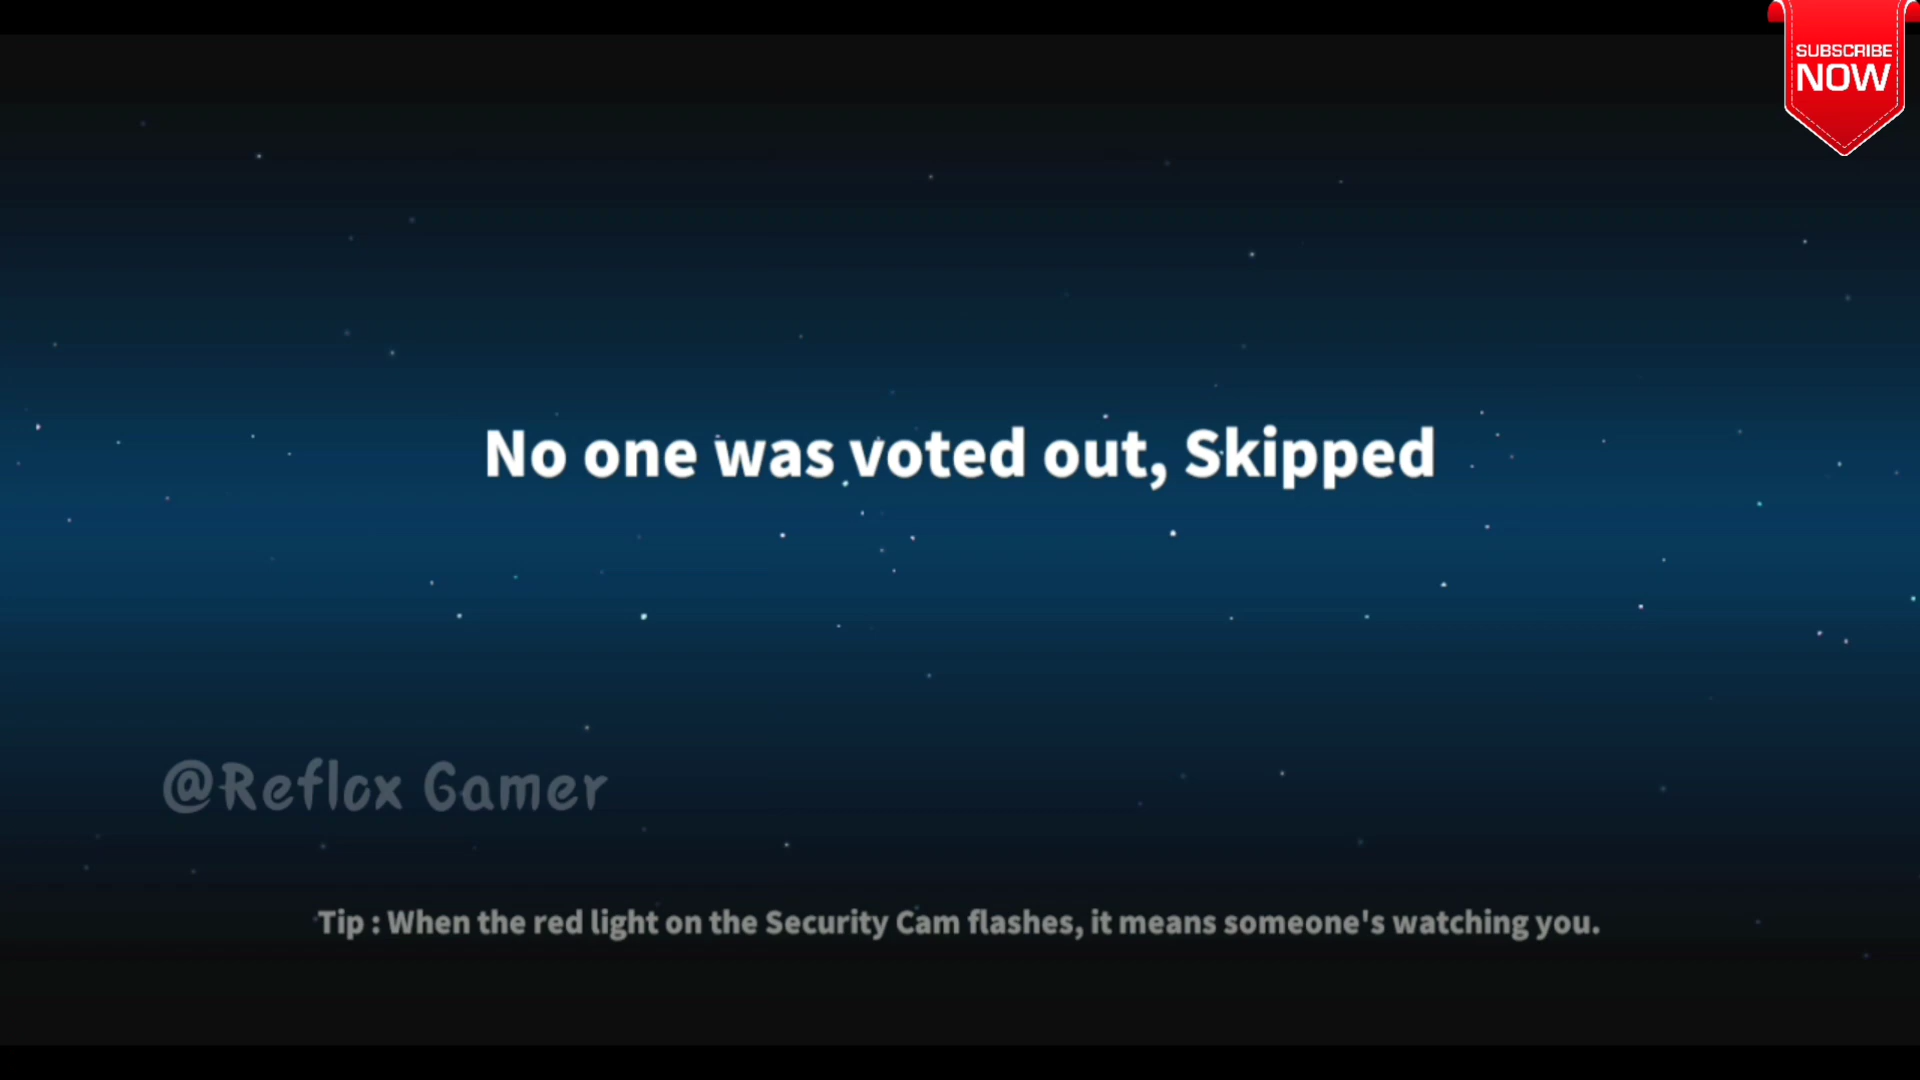 SUBSCRIBE
NOW
No one was voted out, Skipped
@Reflox Gamer
Tip : When the red light on the Security Cam flashes, it means someone's watching you.